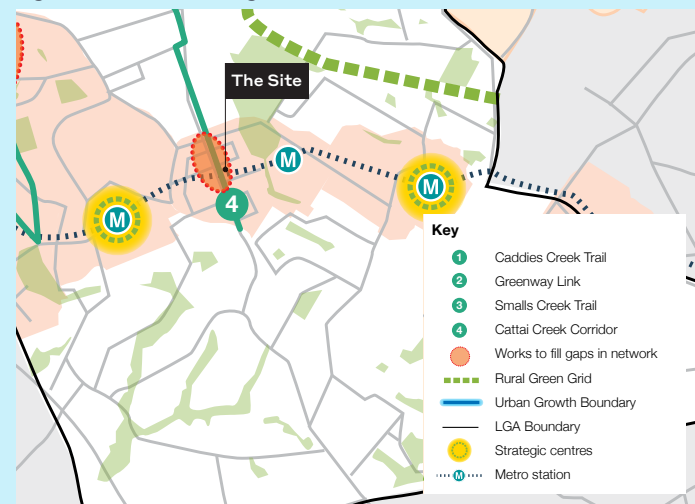 The Site
M
M
M
4
Key
1 Caddies Creek Trail
2 Greenway Link
3 Smalls Creek Trail
4 Cattai Creek Corridor
Works to fill gaps in network
Rural Green Grid
Urban Growth Boundary
LGA Boundary
Strategic centres
M Metro station